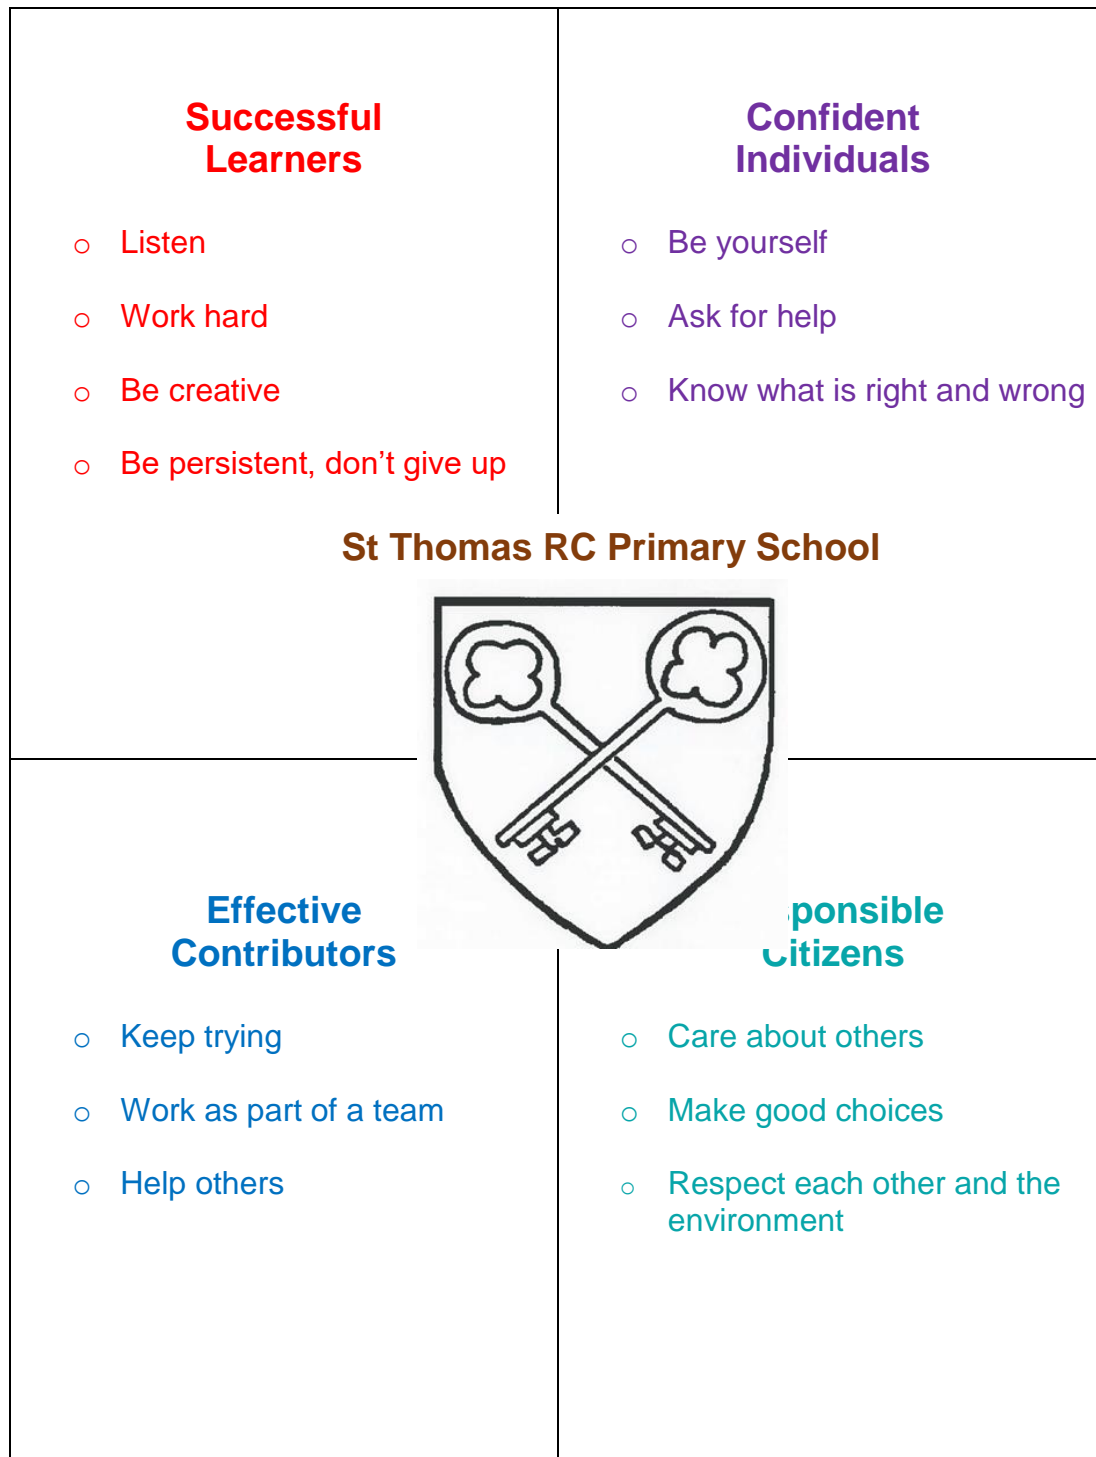 Successful
Learners
o Listen
o Work hard
o Be creative
o Be persistent, don’t give up
Confident
Individuals
o Be yourself
o Ask for help
o Know what is right and wrong
St Thomas RC Primary School
Effective
Contributors
o Keep trying
o Work as part of a team
o Help others
sponsible
Citizens
o Care about others
o Make good choices
o Respect each other and the
environment